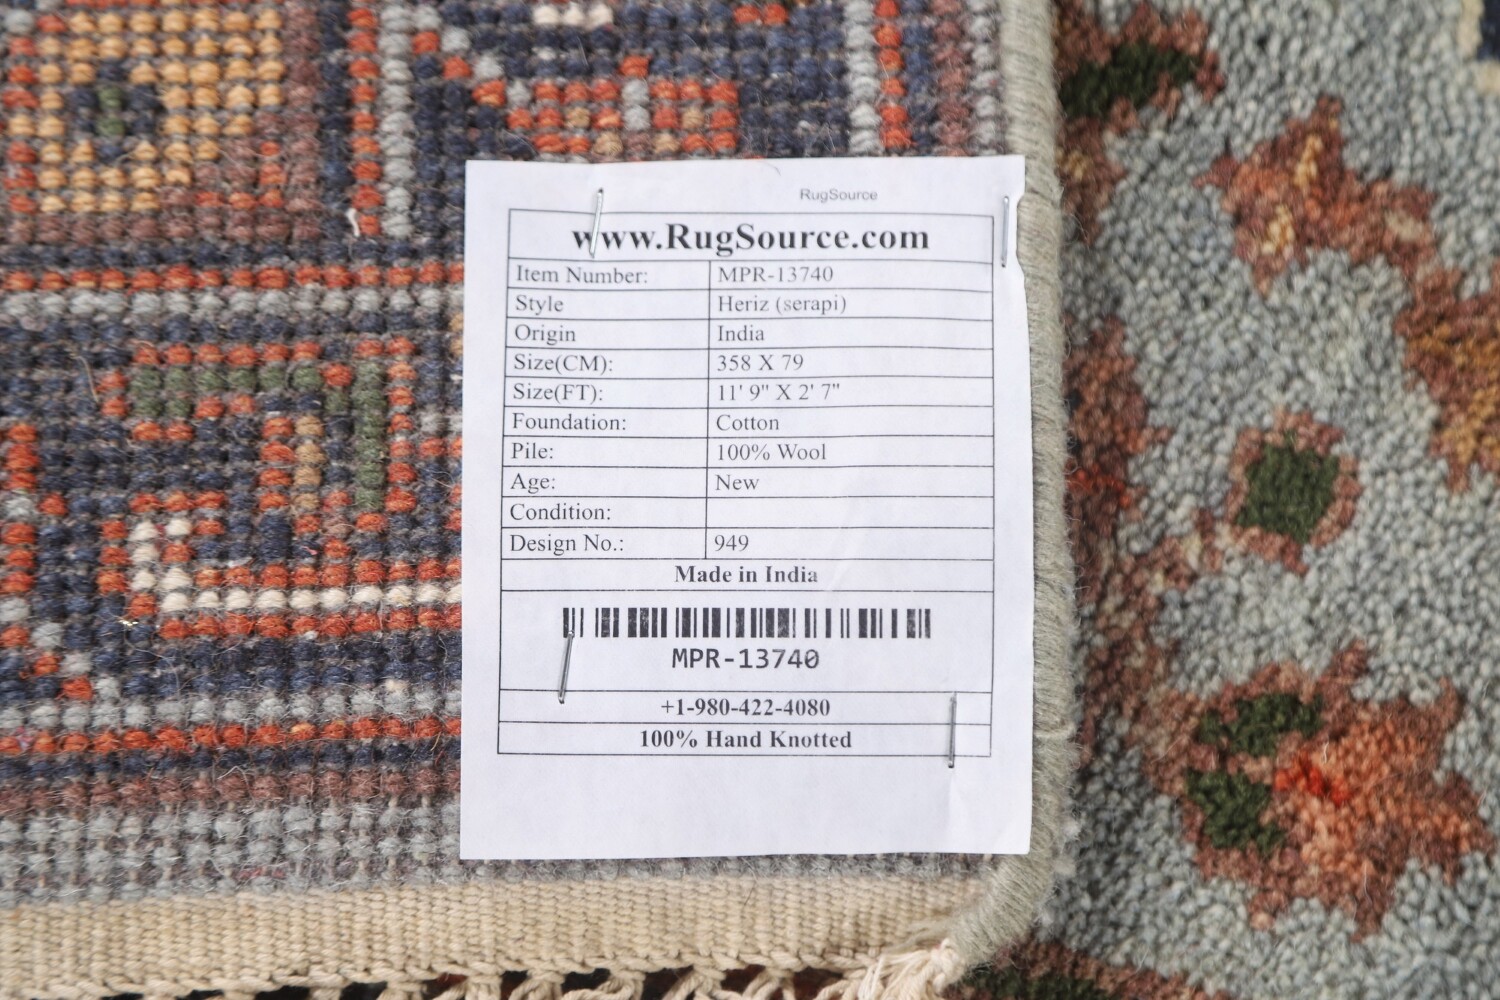 RugSource
www.RugSource.com
Item Number: MPR-13740
Style Heriz (serapi)
Origin India
Size(CM): 358 X 79
Size(FT): 11' 9" X 2' 7"
Foundation: Cotton
Pile: 100% Wool
Age: New
Condition:
Design No.: 949
Made in India
MPR-13740
+1-980-422-4080
100% Hand Knotted